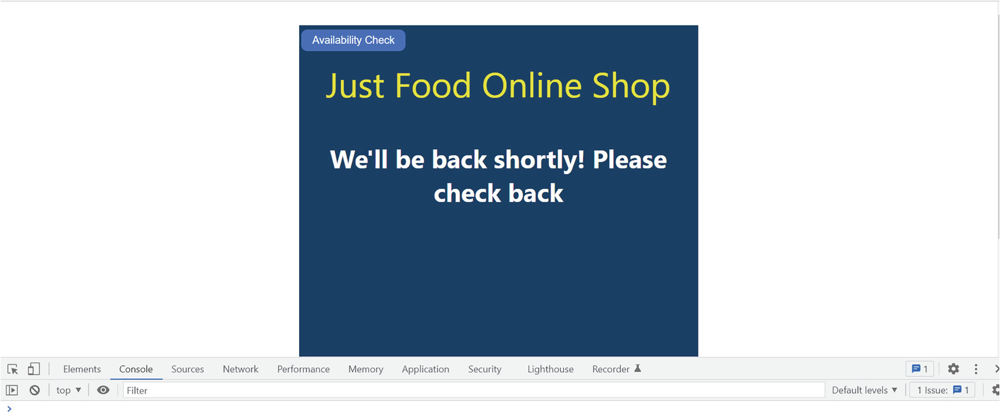 Availability Check
Just Food Online Shop
We'll be back shortly! Please
check back
Elements Console Sources Network Performance Memory Application Security Lighthouse Recorder 1
top Filter Default levels 1 Issue: 1